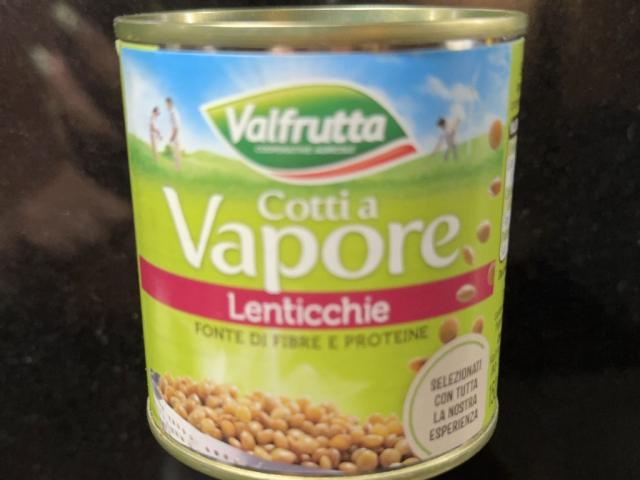 Valfrutta
Cotti a
Vapore
Lenticchie
FONTE DI FIBRE E PROTEINE
SELEZIONATI
CON TUTTA
LA NOSTRA
ESPERIENZA